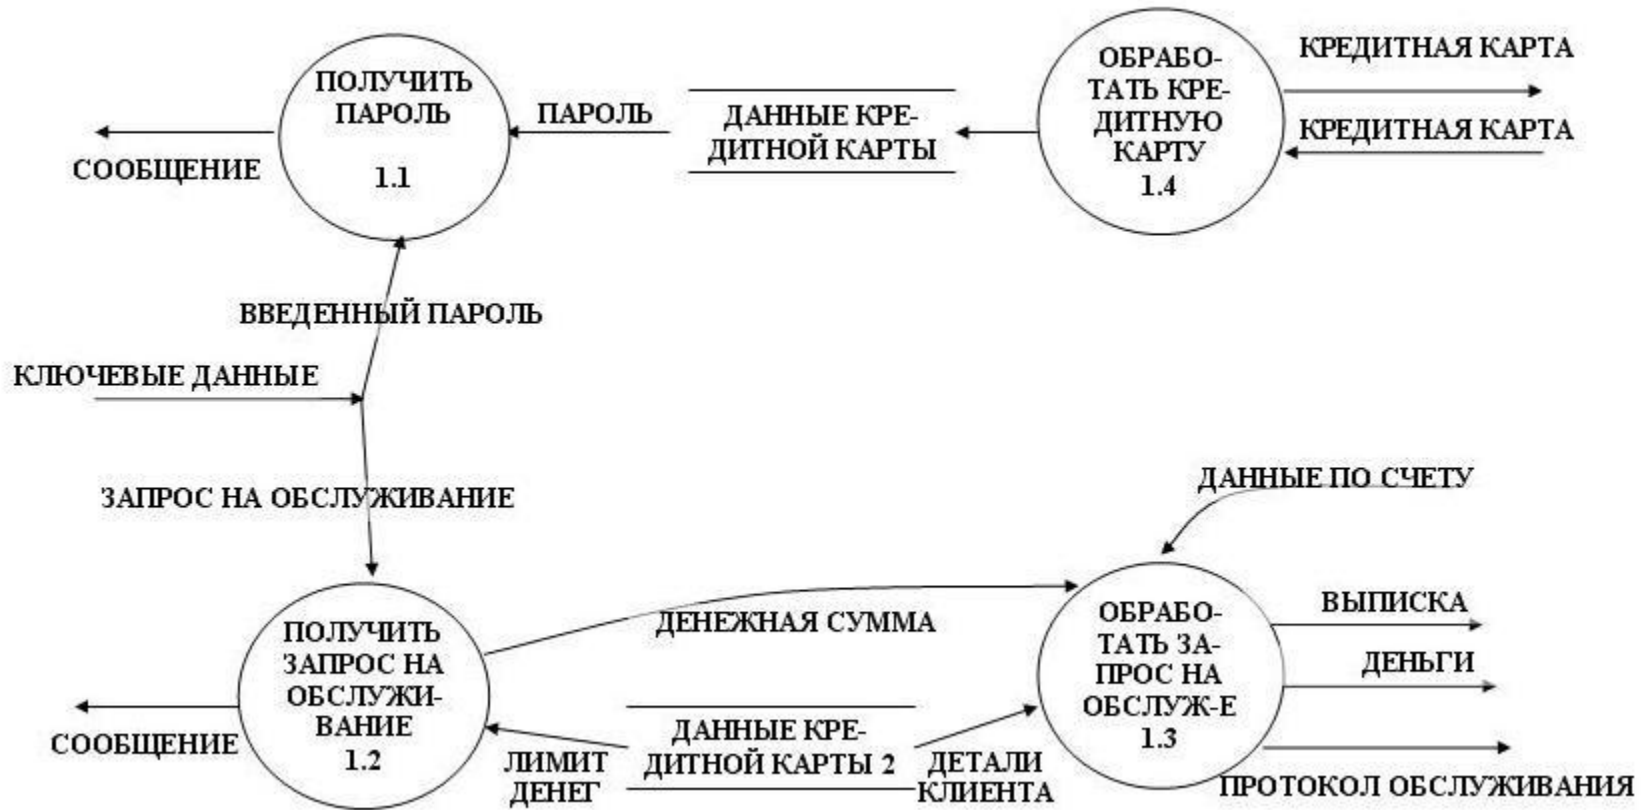 ПОЛУЧИТЬ
ПАРОЛЬ
1.1
СООБЩЕНИЕ
ПАРОЛЬ
ДАННЫЕ КРЕ-
ДИТНОЙ КАРТЫ
ОБРАБО-
ТАТЬ КРЕ-
ДИТНУЮ
КАРТУ
1.4
КРЕДИТНАЯ КАРТА
КРЕДИТНАЯ КАРТА
ВВЕДЕННЫЙ ПАРОЛЬ
КЛЮЧЕВЫЕ ДАННЫЕ
ЗАПРОС НА ОБСЛУЖИВАНИЕ
ДАННЫЕ ПО СЧЕТУ
ПОЛУЧИТЬ
ЗАПРОС НА
ОБСЛУЖИ-
ВАНИЕ
1.2
СООБЩЕНИЕ
ДЕНЕЖНАЯ СУММА
ЛИМИТ
ДЕНЕГ
ДАННЫЕ КРЕ-
ДИТНОЙ КАРТЫ 2
ДЕТАЛИ
КЛИЕНТА
ОБРАБО-
ТАТЬ ЗА-
ПРОС НА
ОБСЛУЖ-Е
1.3
ВЫПИСКА
ДЕНЬГИ
ПРОТОКОЛ ОБСЛУЖИВАНИЯ